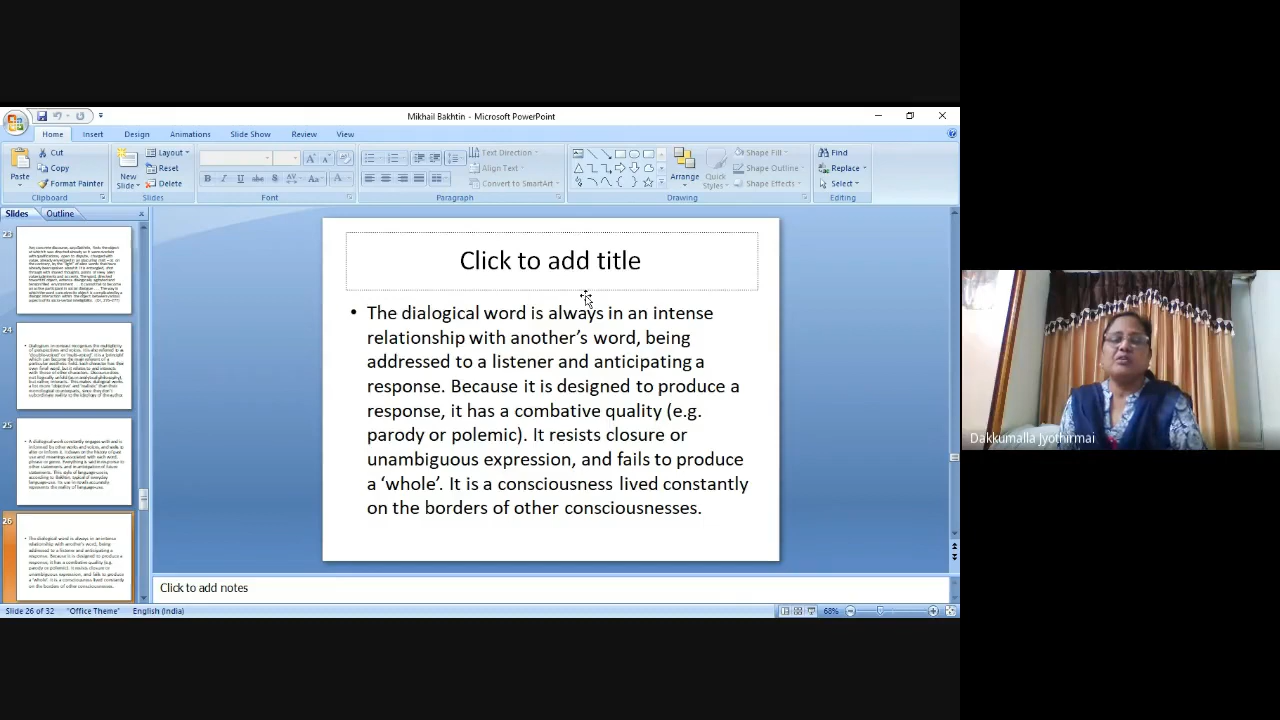 Mikhail Bakhtin - Microsoft PowerPoint
Home Insert Design Animations Slide Show Review View
Cut
Copy
Format Painter
Paste
Clipboard
New
Slide
Layout
Reset
Delete
Slides
Font
Text Direction
Align Text
Convert to SmartArt
Paragraph
Arrange
Quick
Styles
Shape Fill
Shape Outline
Shape Effects
Drawing
Find
Replace
Select
Editing
Slides Outline
23
24
25
26
Click to add title
• The dialogical word is always in an intense
relationship with another’s word, being
addressed to a listener and anticipating a
response. Because it is designed to produce a
response, it has a combative quality (e.g.
parody or polemic). It resists closure or
unambiguous expression, and fails to produce
a ‘whole’. It is a consciousness lived constantly
on the borders of other consciousnesses.
Click to add notes
Slide 26 of 32 "Office Theme" English (India) 68%
Dakkumalla Jyothirmai